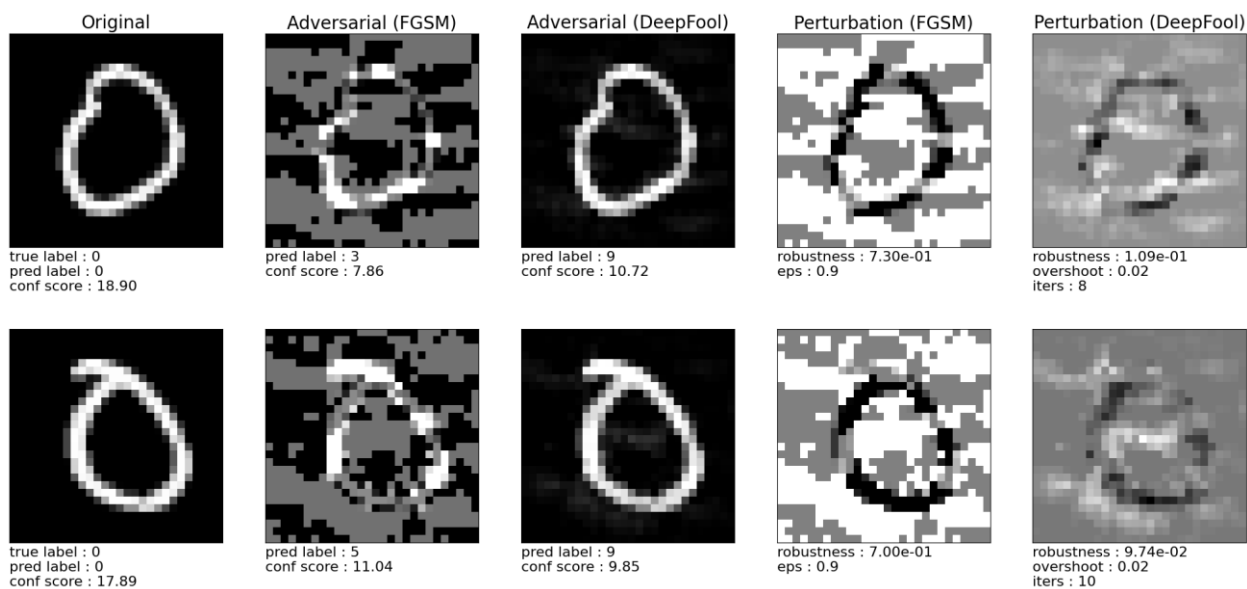 Original
Adversarial (FGSM)
Adversarial (DeepFool)
Perturbation (FGSM)
Perturbation (DeepFool)
true label : 0
pred label : 0
conf score : 18.90
pred label : 3
conf score : 7.86
pred label : 9
conf score : 10.72
robustness : 7.30e-01
eps : 0.9
robustness : 1.09e-01
overshoot : 0.02
iters : 8
true label : 0
pred label : 0
conf score : 17.89
pred label : 5
conf score : 11.04
pred label : 9
conf score : 9.85
robustness : 7.00e-01
eps : 0.9
robustness : 9.74e-02
overshoot : 0.02
iters : 10